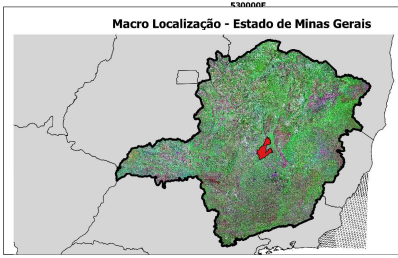 530000E
Macro Localização - Estado de Minas Gerais